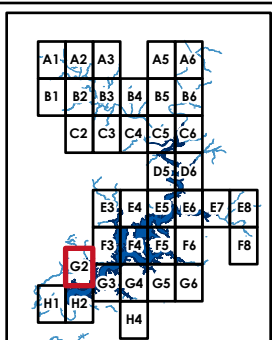 A1 A2 A3 A5 A6
B1 B2 B3 B4 B5 B6
C2 C3 C4 C5 C6
D5 D6
E3 E4 E5 E6 E7 E8
F3 F4 F5 F6 F8
G2 G3 G4 G5 G6
H1 H2 H4